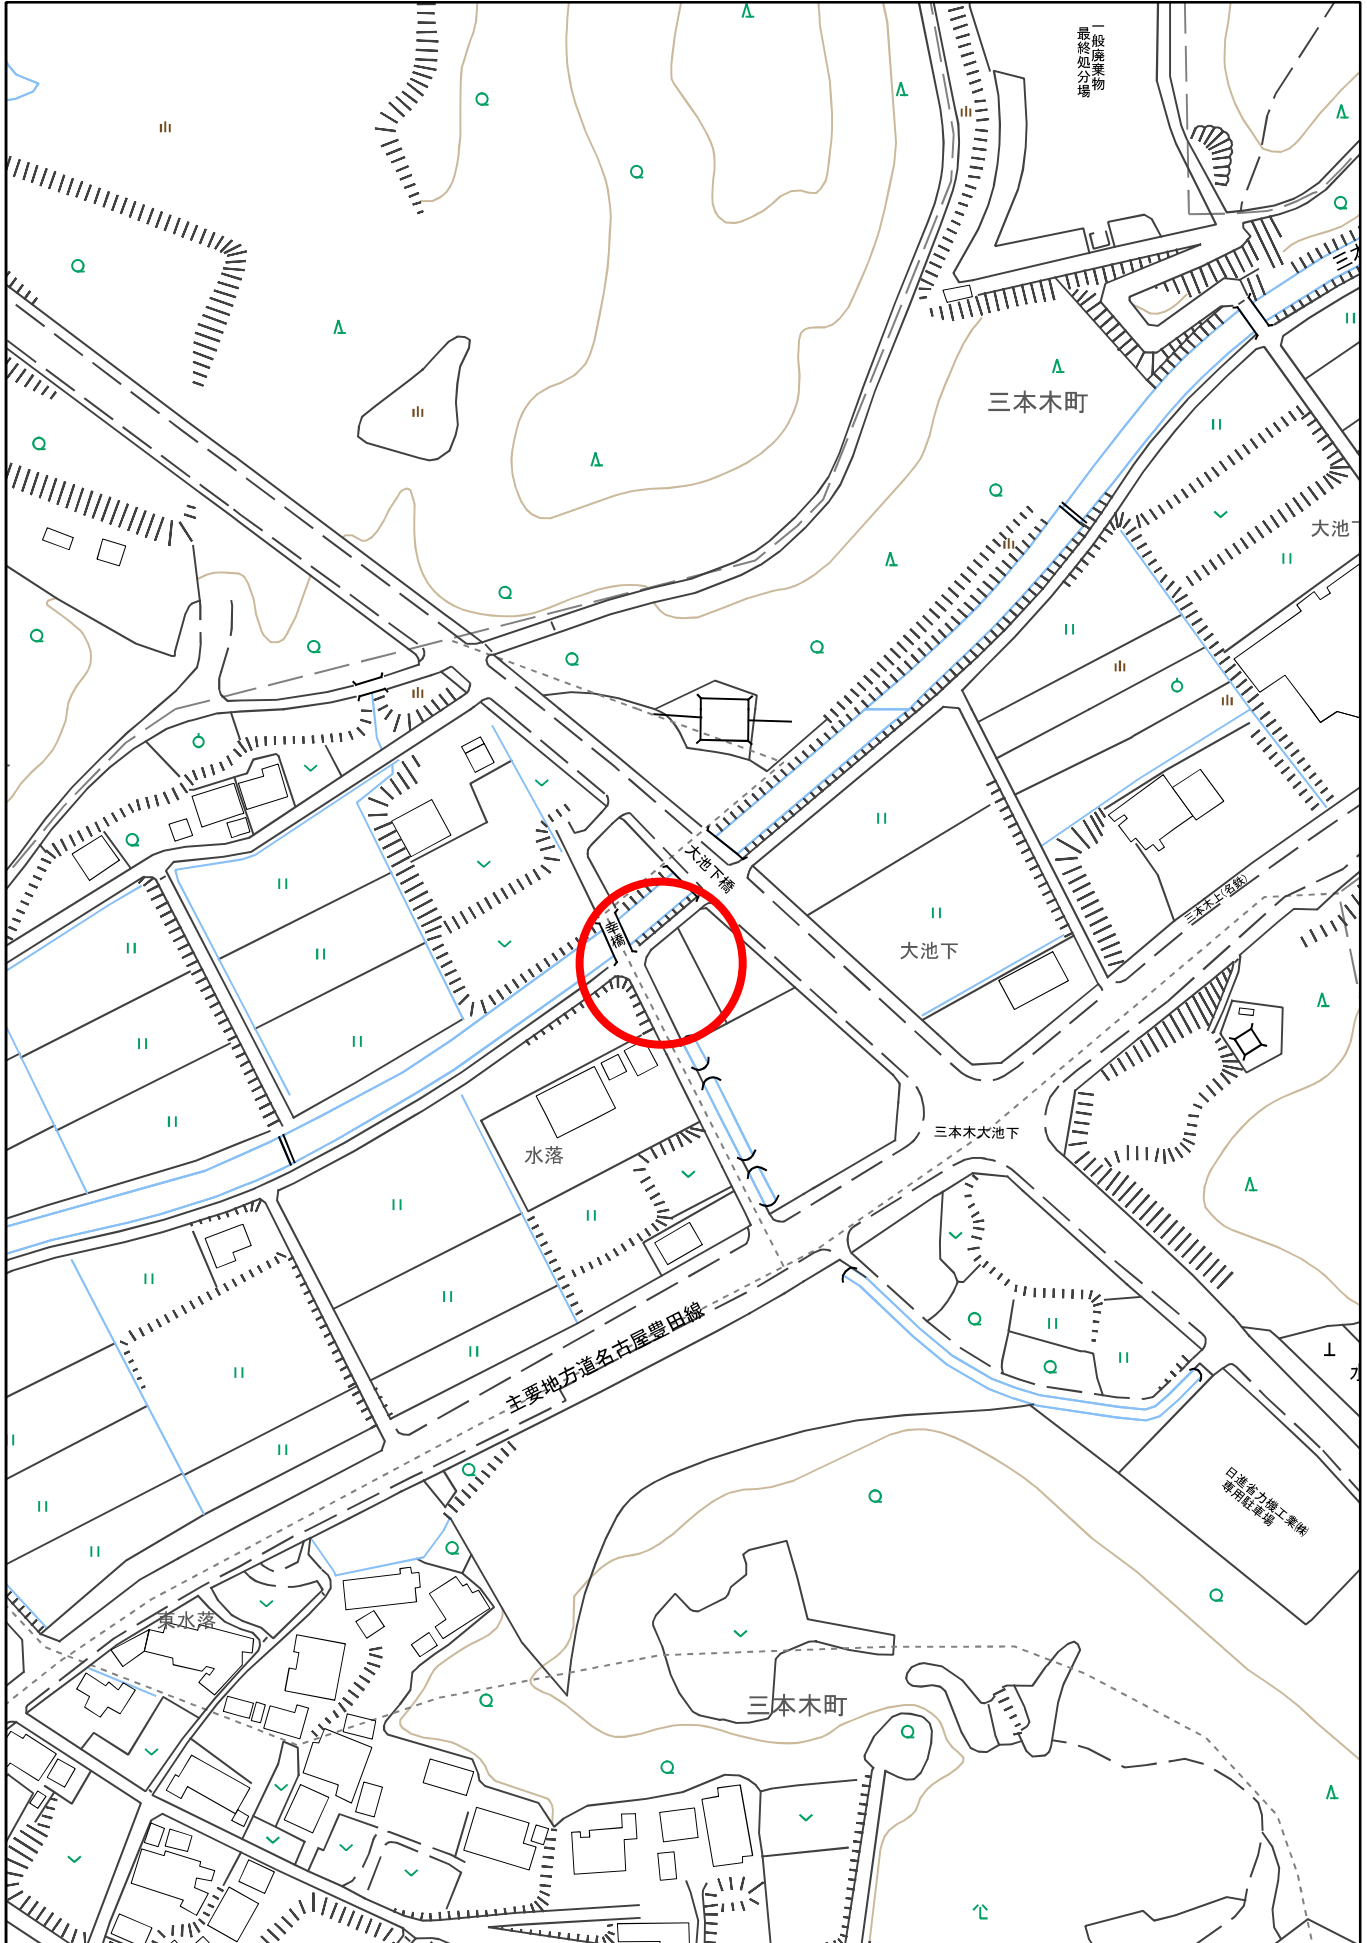 一般廃棄物
最終処分場
三本木町
大池下橋
幸橋
大池下
三本木上(名鉄)
三本木大池下
水落
主要地方道名古屋豊田線
日進省力機工業㈱
専用駐車場
東水落
三本木町